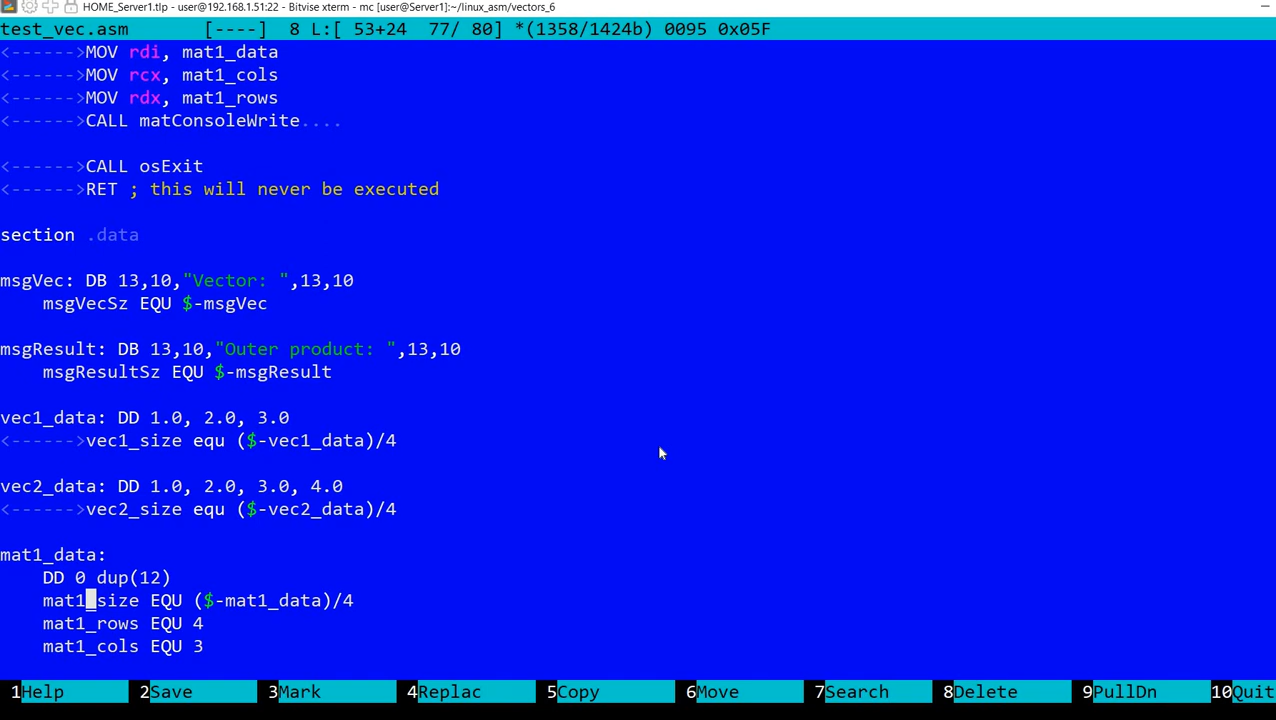 HOME_Server1.tlp - user@192.168.1.51:22 - Bitvise xterm - mc [user@Server1]:~/linux_asm/vectors_6
test_vec.asm       [----]  8 L:[ 53+24  77/ 80] *(1358/1424b) 0095 0x05F
<------>MOV rdi, mat1_data
<------>MOV rcx, mat1_cols
<------>MOV rdx, mat1_rows
<------>CALL matConsoleWrite....
<------>CALL osExit
<------>RET ; this will never be executed
section .data
msgVec: DB 13,10,"Vector: ",13,10
    msgVecSz EQU $-msgVec
msgResult: DB 13,10,"Outer product: ",13,10
    msgResultSz EQU $-msgResult
vec1_data: DD 1.0, 2.0, 3.0
<------>vec1_size equ ($-vec1_data)/4
vec2_data: DD 1.0, 2.0, 3.0, 4.0
<------>vec2_size equ ($-vec2_data)/4
mat1_data:
    DD 0 dup(12)
    mat1_size EQU ($-mat1_data)/4
    mat1_rows EQU 4
    mat1_cols EQU 3
1Help 2Save 3Mark 4Replac 5Copy 6Move 7Search 8Delete 9PullDn 10Quit